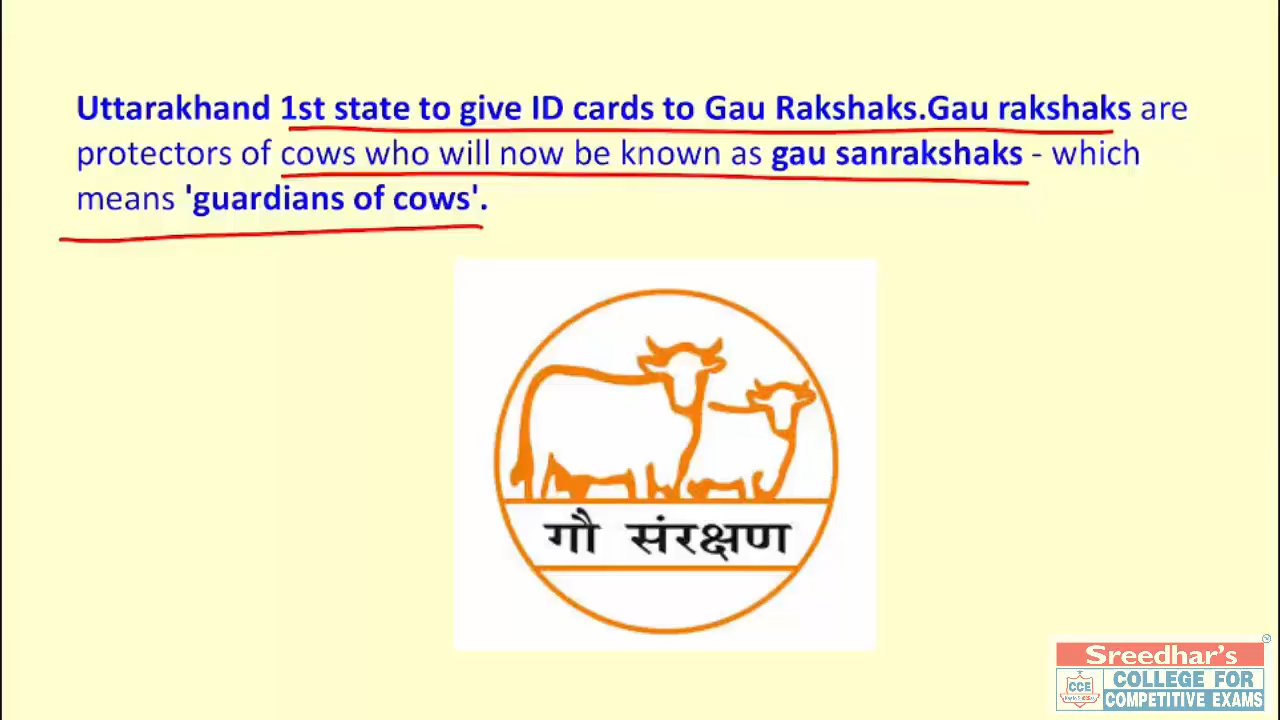 Uttarakhand 1st state to give ID cards to Gau Rakshaks.Gau rakshaks are
protectors of cows who will now be known as gau sanrakshaks - which
means 'guardians of cows'.
गौ संरक्षण
Sreedhar's
CCE
COLLEGE FOR
COMPETITIVE EXAMS